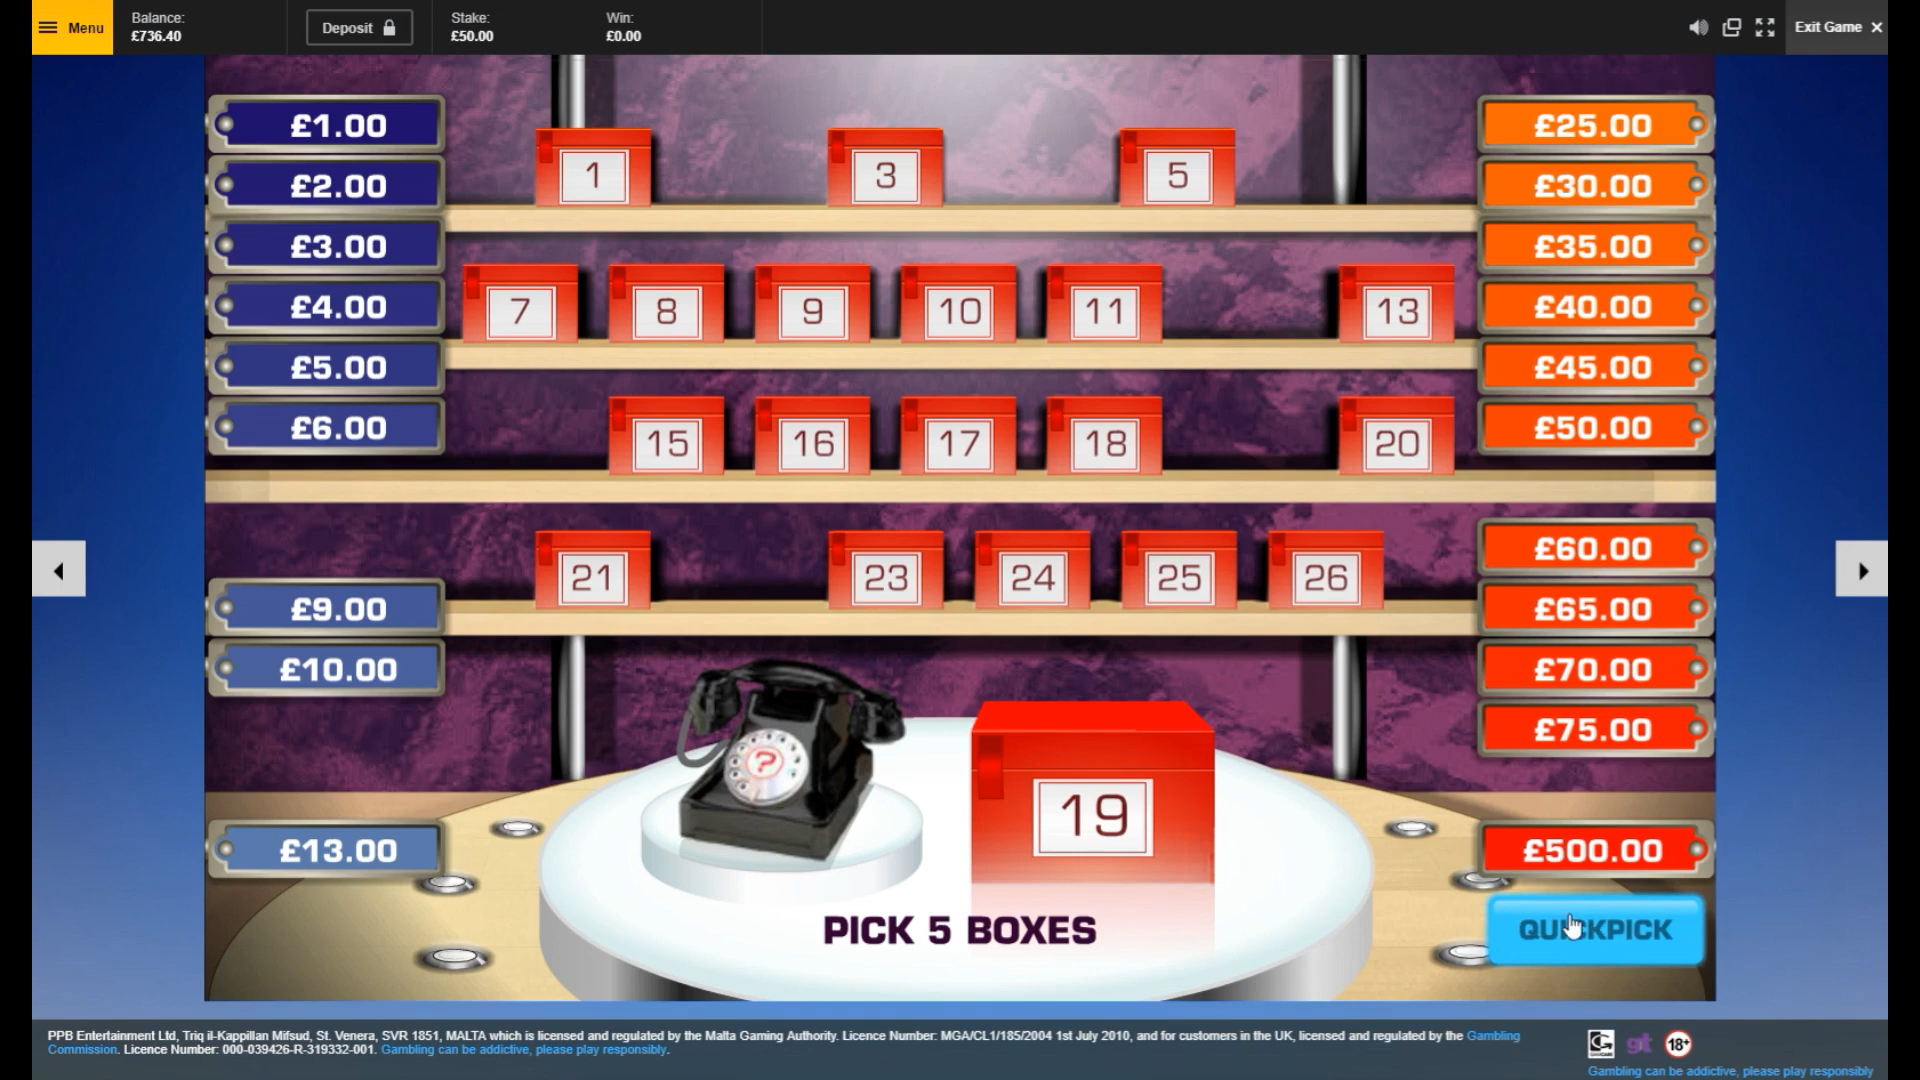 Menu
Balance:
£736.40
Deposit
Stake:
£50.00
Win:
£0.00
Exit Game
£1.00
£2.00
£3.00
£4.00
£5.00
£6.00
£9.00
£10.00
£13.00
1 3 5
7 8 9 10 11 13
15 16 17 18 20
21 23 24 25 26
£25.00
£30.00
£35.00
£40.00
£45.00
£50.00
£60.00
£65.00
£70.00
£75.00
£500.00
?
19
PICK 5 BOXES
QUICKPICK
PPB Entertainment Ltd, Triq il-Kappillan Mifsud, St. Venera, SVR 1851, MALTA which is licensed and regulated by the Malta Gaming Authority. Licence Number: MGA/CL1/185/2004 1st July 2010, and for customers in the UK, licensed and regulated by the Gambling
Commission. Licence Number: 000-039426-R-319332-001. Gambling can be addictive, please play responsibly.
gt
18+
Gambling can be addictive, please play responsibly